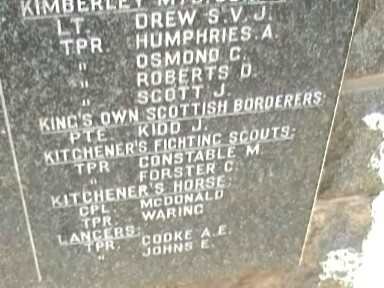 KIMBERLEY
LT. DREW S.V.J.
TPR HUMPHRIES.A.
" OSMOND C.
" ROBERTS D.
" SCOTT J.
KING'S OWN SCOTTISH BORDERERS:
PTE. KIDD J.
KITCHENER'S FIGHTING SCOUTS:
TPR CONSTABLE M.
" FORSTER C.
KITCHENER'S HORSE:
CPL. MCDONALD
TPR. WARING
LANCERS:
TPR. COOKE A.E.
" JOHNS E.